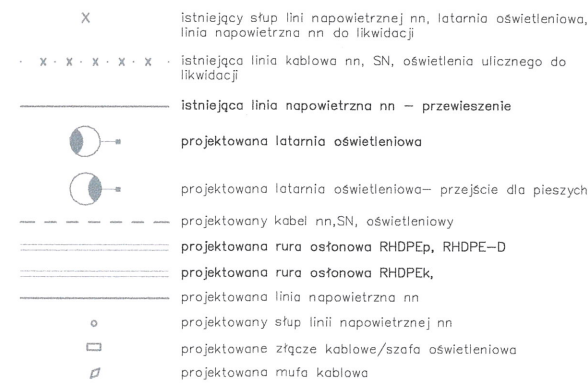 X istniejący słup lini napowietrznej nn, latarnia oświetleniowa,
linia napowietrzna nn do likwidacji
· x · x · x · x · x · istniejąca linia kablowa nn, SN, oświetlenia ulicznego do
likwidacji
istniejąca linia napowietrzna nn – przewieszenie
projektowana latarnia oświetleniowa
projektowana latarnia oświetleniowa– przejście dla pieszych
projektowany kabel nn,SN, oświetleniowy
projektowana rura osłonowa RHDPEp, RHDPE–D
projektowana rura osłonowa RHDPEk,
projektowana linia napowietrzna nn
projektowany słup linii napowietrznej nn
projektowane złącze kablowe/szafa oświetleniowa
projektowana mufa kablowa